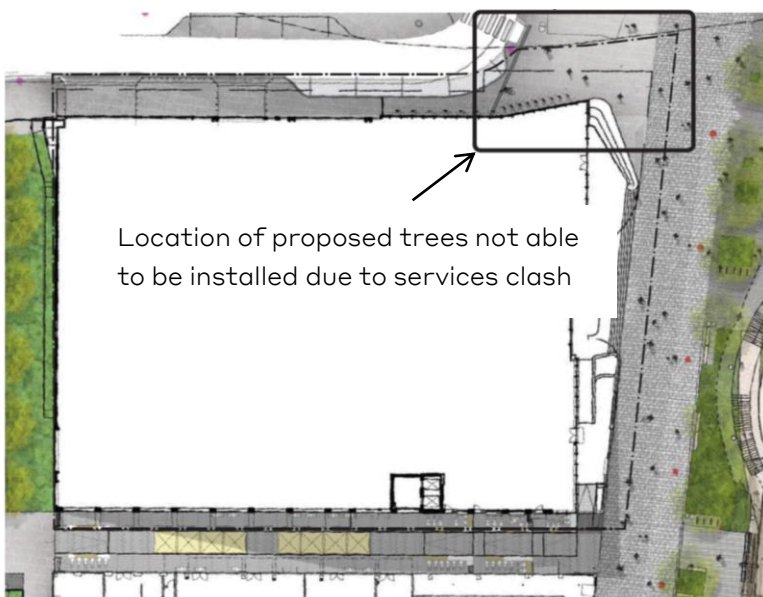 Location of proposed trees not able
to be installed due to services clash